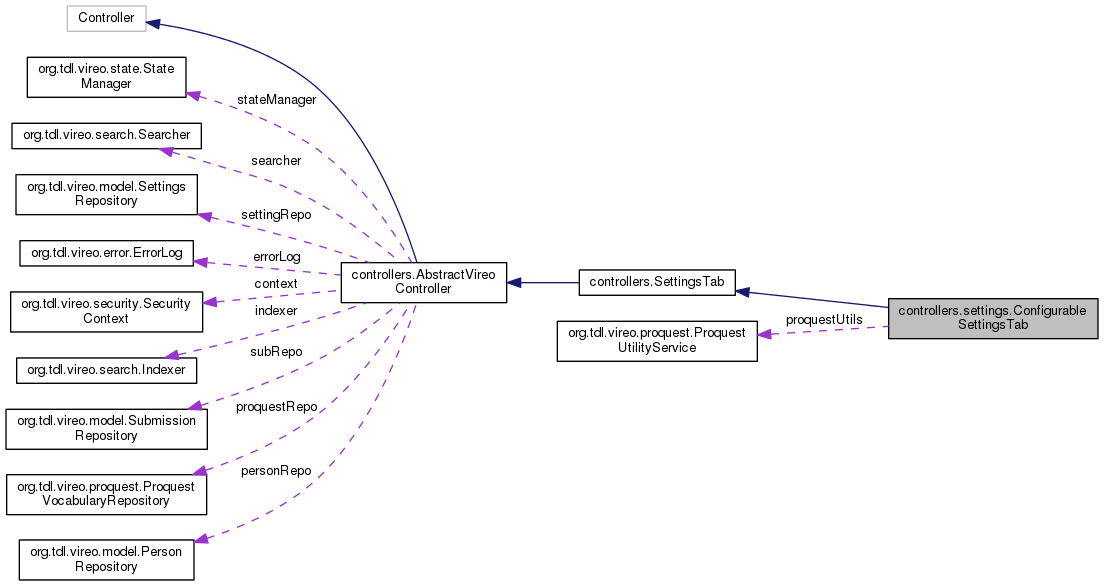 Controller
org.tdl.vireo.state.State
Manager
stateManager
org.tdl.vireo.search.Searcher
searcher
org.tdl.vireo.model.Settings
Repository
settingRepo
org.tdl.vireo.error.ErrorLog
errorLog
org.tdl.vireo.security.Security
Context
context
org.tdl.vireo.search.Indexer
indexer
org.tdl.vireo.model.Submission
Repository
subRepo
org.tdl.vireo.proquest.Proquest
VocabularyRepository
proquestRepo
org.tdl.vireo.model.Person
Repository
personRepo
controllers.AbstractVireo
Controller
controllers.SettingsTab
org.tdl.vireo.proquest.Proquest
UtilityService
proquestUtils
controllers.settings.Configurable
SettingsTab